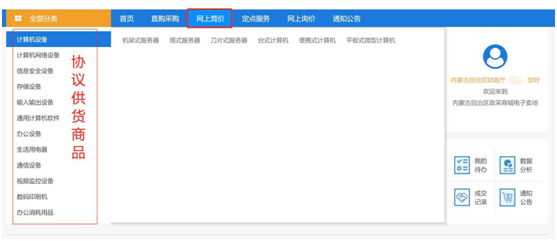 全部分类 首页 直购采购 网上竞价 定点服务 网上询价 通知公告
计算机设备
计算机网络设备
信息安全设备
存储设备
输入输出设备
通用计算机软件
办公设备
生活用电器
通信设备
视频监控设备
数码印刷机
办公消耗用品
协议供货商品
机架式服务器 塔式服务器 刀片式服务器 台式计算机 便携式计算机 平板式微型计算机
内蒙古自治区财政厅 您好
欢迎来到
内蒙古自治区政采商城电子卖场
我的待办
数据分析
成交记录
通知公告